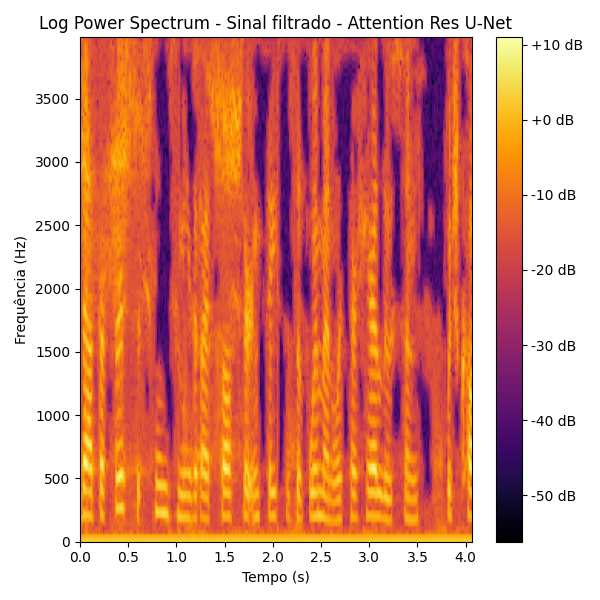 Log Power Spectrum - Sinal filtrado - Attention Res U-Net
Frequência (Hz)
3500
3000
2500
2000
1500
1000
500
0
0.0 0.5 1.0 1.5 2.0 2.5 3.0 3.5 4.0
Tempo (s)
+10 dB
+0 dB
-10 dB
-20 dB
-30 dB
-40 dB
-50 dB